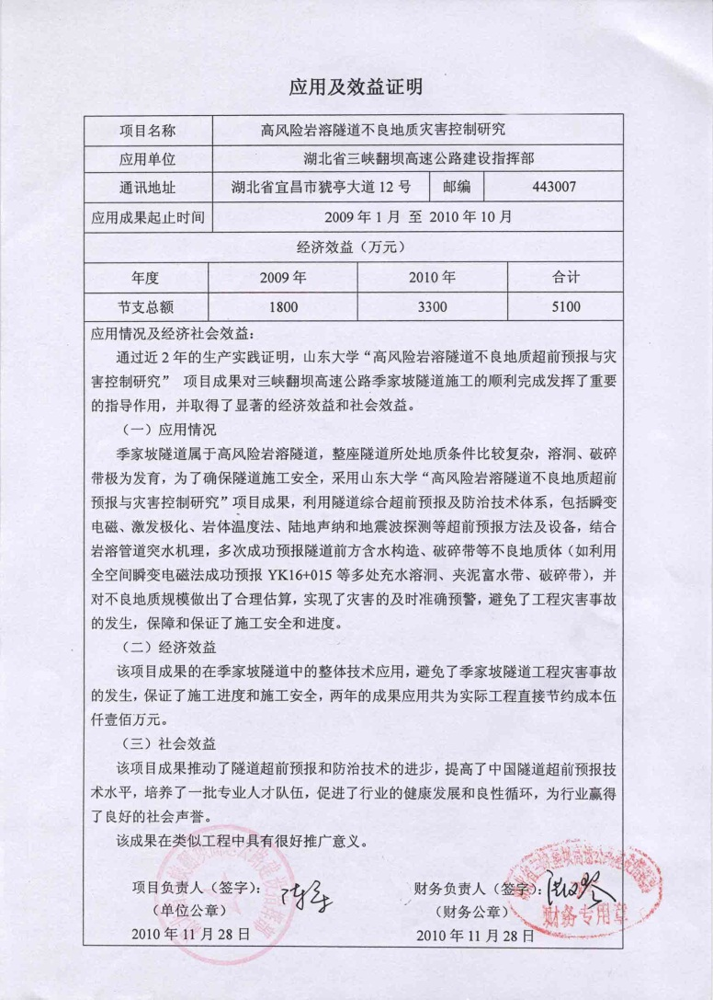 应用及效益证明
项目名称 高风险岩溶隧道不良地质灾害控制研究
应用单位 湖北省三峡翻坝高速公路建设指挥部
通讯地址 湖北省宜昌市猇亭大道 12 号 邮编 443007
应用成果起止时间 2009 年 1 月 至 2010 年 10 月
经济效益（万元）
年度 2009 年 2010 年 合计
节支总额 1800 3300 5100
应用情况及经济社会效益：
通过近 2 年的生产实践证明，山东大学“高风险岩溶隧道不良地质超前预报与灾
害控制研究” 项目成果对三峡翻坝高速公路季家坡隧道施工的顺利完成发挥了重要
的指导作用，并取得了显著的经济效益和社会效益。
（一）应用情况
季家坡隧道属于高风险岩溶隧道，整座隧道所处地质条件比较复杂，溶洞、破碎
带极为发育，为了确保隧道施工安全，采用山东大学“高风险岩溶隧道不良地质超前
预报与灾害控制研究”项目成果，利用隧道综合超前预报及防治技术体系，包括瞬变
电磁、激发极化、岩体温度法、陆地声纳和地震波探测等超前预报方法及设备，结合
岩溶管道突水机理，多次成功预报隧道前方含水构造、破碎带等不良地质体（如利用
全空间瞬变电磁法成功预报 YK16+015 等多处充水溶洞、夹泥富水带、破碎带），并
对不良地质规模做出了合理估算，实现了灾害的及时准确预警，避免了工程灾害事故
的发生，保障和保证了施工安全和进度。
（二）经济效益
该项目成果的在季家坡隧道中的整体技术应用，避免了季家坡隧道工程灾害事故
的发生，保证了施工进度和施工安全，两年的成果应用共为实际工程直接节约成本伍
仟壹佰万元。
（三）社会效益
该项目成果推动了隧道超前预报和防治技术的进步，提高了中国隧道超前预报技
术水平，培养了一批专业人才队伍，促进了行业的健康发展和良性循环，为行业赢得
了良好的社会声誉。
该成果在类似工程中具有很好推广意义。
项目负责人（签字）： 财务负责人（签字）：
（单位公章） （财务公章） 财务专用章
2010 年 11 月 28 日 2010 年 11 月 28 日